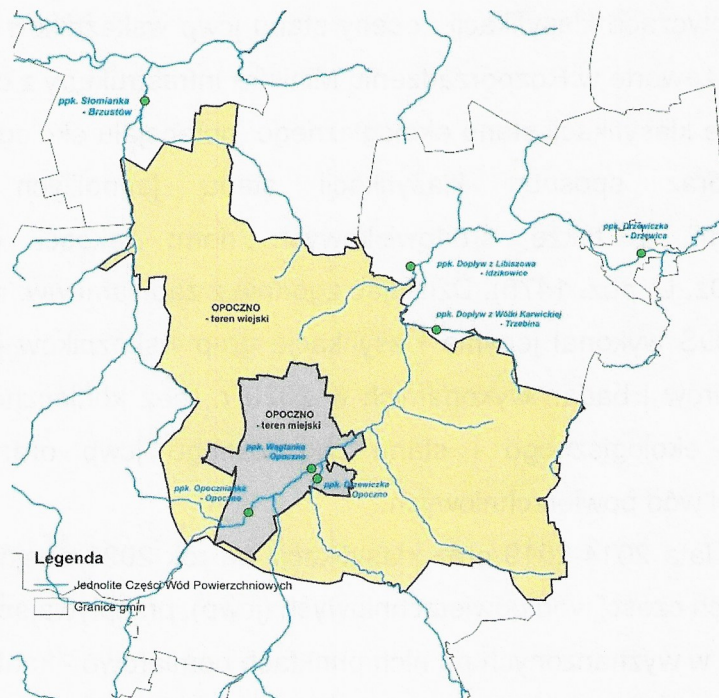 ppk. Słomianka
- Brzustów
ppk. Drzewiczka
- Drzewica
ppk. Dopływ z Libiszowa
- Idzikowice
OPOCZNO
- teren wiejski
ppk. Dopływ z Wólki Karwickiej
- Trzebina
OPOCZNO
- teren miejski
ppk. Wąglanka
- Opoczno
ppk. Opocznianka
- Opoczno
ppk. Drzewiczka
- Opoczno
Legenda
Jednolite Części Wód Powierzchniowych
Granice gmin